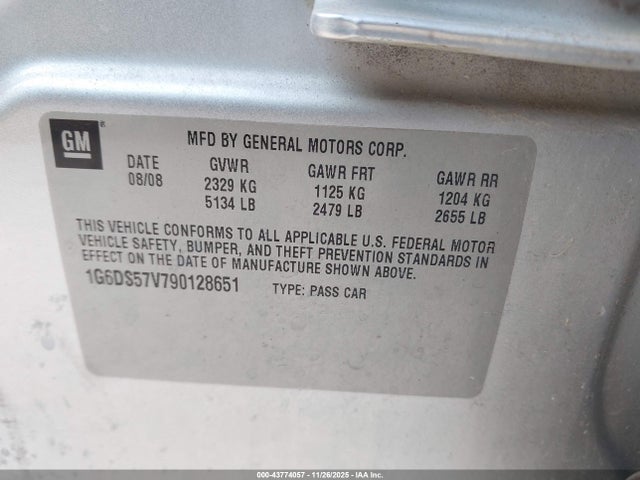 GM®
MFD BY GENERAL MOTORS CORP.
DATE GVWR GAWR FRT GAWR RR
08/08 2329 KG 1125 KG 1204 KG
5134 LB 2479 LB 2655 LB
THIS VEHICLE CONFORMS TO ALL APPLICABLE U.S. FEDERAL MOTOR
VEHICLE SAFETY, BUMPER, AND THEFT PREVENTION STANDARDS IN
EFFECT ON THE DATE OF MANUFACTURE SHOWN ABOVE.
1G6DS57V790128651 TYPE: PASS CAR
000-43774057 - 11/26/2025 - IAA Inc.